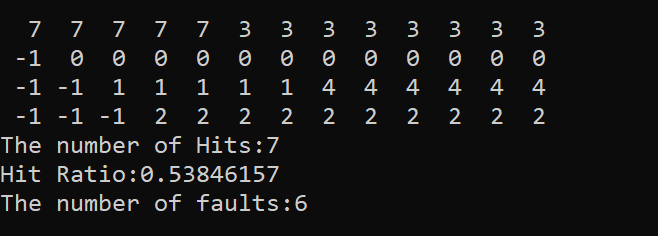 7 7 7 7 7 3 3 3 3 3 3 3 3
-1 0 0 0 0 0 0 0 0 0 0 0 0
-1 -1 1 1 1 1 1 4 4 4 4 4 4
-1 -1 -1 2 2 2 2 2 2 2 2 2 2
The number of Hits:7
Hit Ratio:0.53846157
The number of faults:6